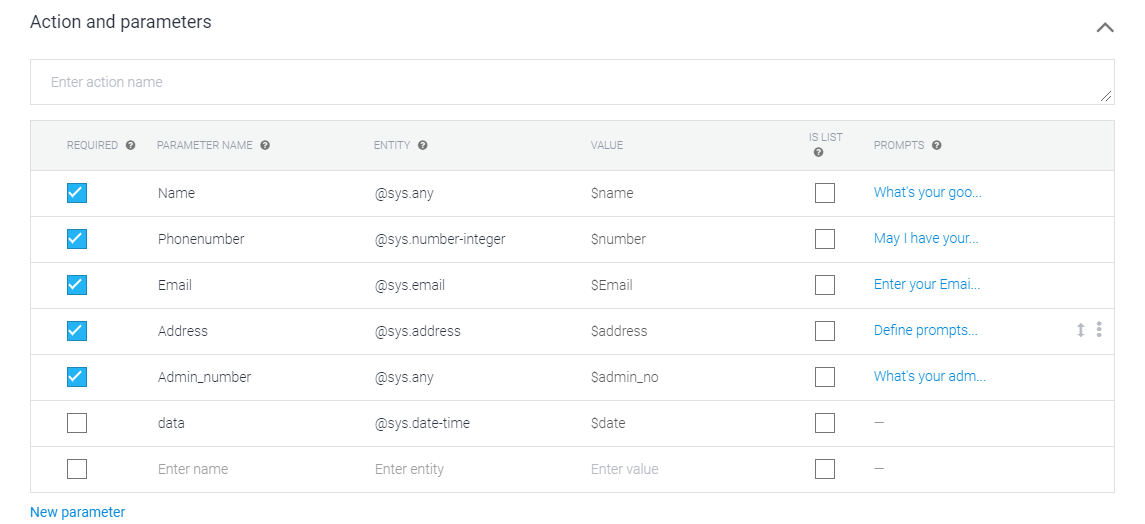 Action and parameters
Enter action name
REQUIRED PARAMETER NAME ENTITY VALUE IS LIST PROMPTS
Name @sys.any $name What's your goo...
Phonenumber @sys.number-integer $number May I have your...
Email @sys.email $Email Enter your Emai...
Address @sys.address $address Define prompts...
Admin_number @sys.any $admin_no What's your adm...
data @sys.date-time $date —
Enter name Enter entity Enter value —
New parameter